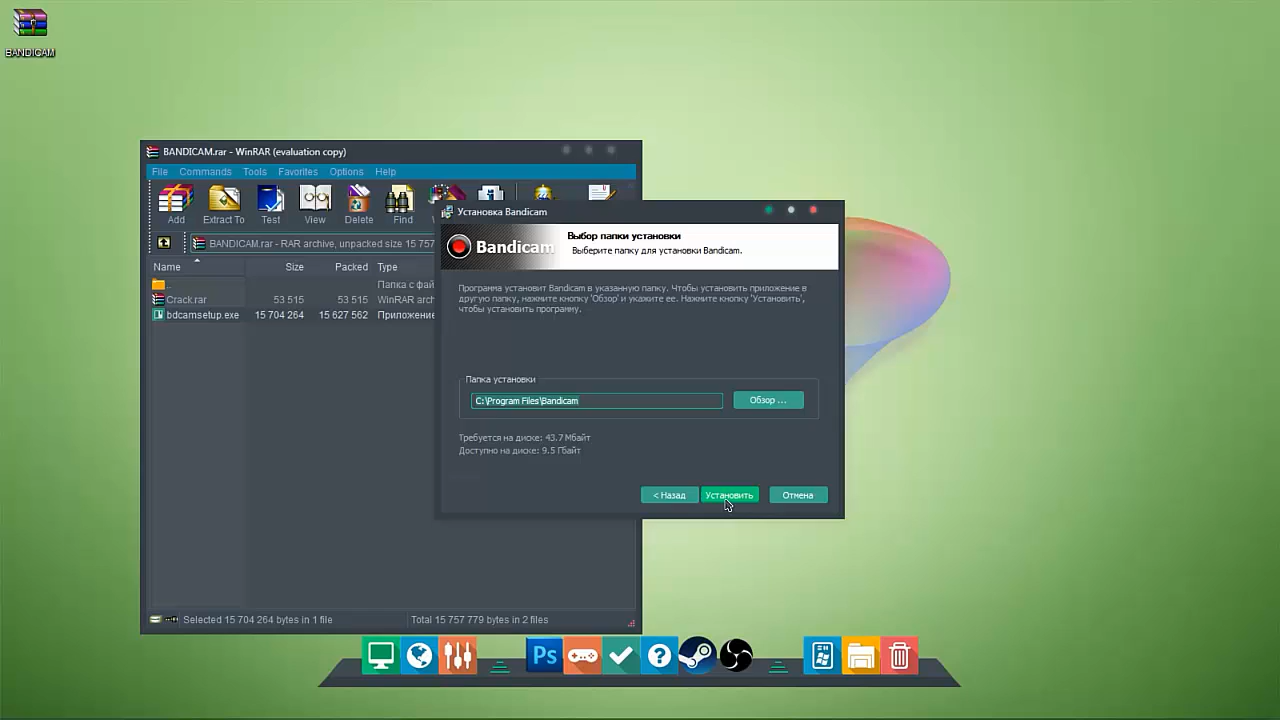 BANDICAM
BANDICAM.rar - WinRAR (evaluation copy)
File Commands Tools Favorites Options Help
Add Extract To Test View Delete Find
BANDICAM.rar - RAR archive, unpacked size 15 757
Name Size Packed Type
.. Папка с фай
Crack.rar 53 515 53 515 WinRAR arch
bdcamsetup.exe 15 704 264 15 627 562 Приложение
Selected 15 704 264 bytes in 1 file
Total 15 757 779 bytes in 2 files
Установка Bandicam
Bandicam
Выбор папки установки
Выберите папку для установки Bandicam.
Программа установит Bandicam в указанную папку. Чтобы установить приложение в
другую папку, нажмите кнопку 'Обзор' и укажите ее. Нажмите кнопку 'Установить',
чтобы установить программу.
Папка установки
C:\Program Files\Bandicam
Обзор ...
Требуется на диске: 43.7 Мбайт
Доступно на диске: 9.5 Гбайт
< Назад Установить Отмена
Ps